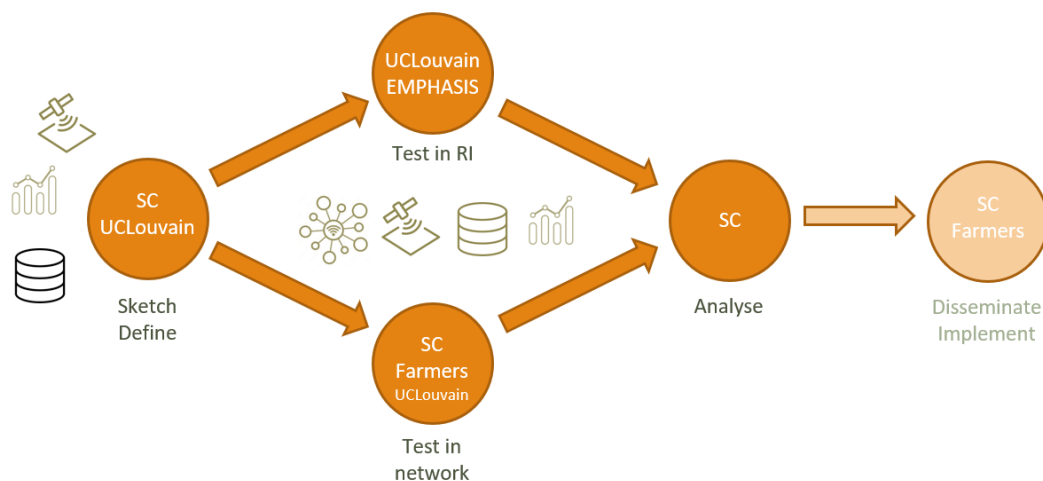 UCLouvain
EMPHASIS
Test in RI
SC
UCLouvain
Sketch
Define
SC
Farmers
UCLouvain
Test in
network
SC
Analyse
SC
Farmers
Disseminate
Implement